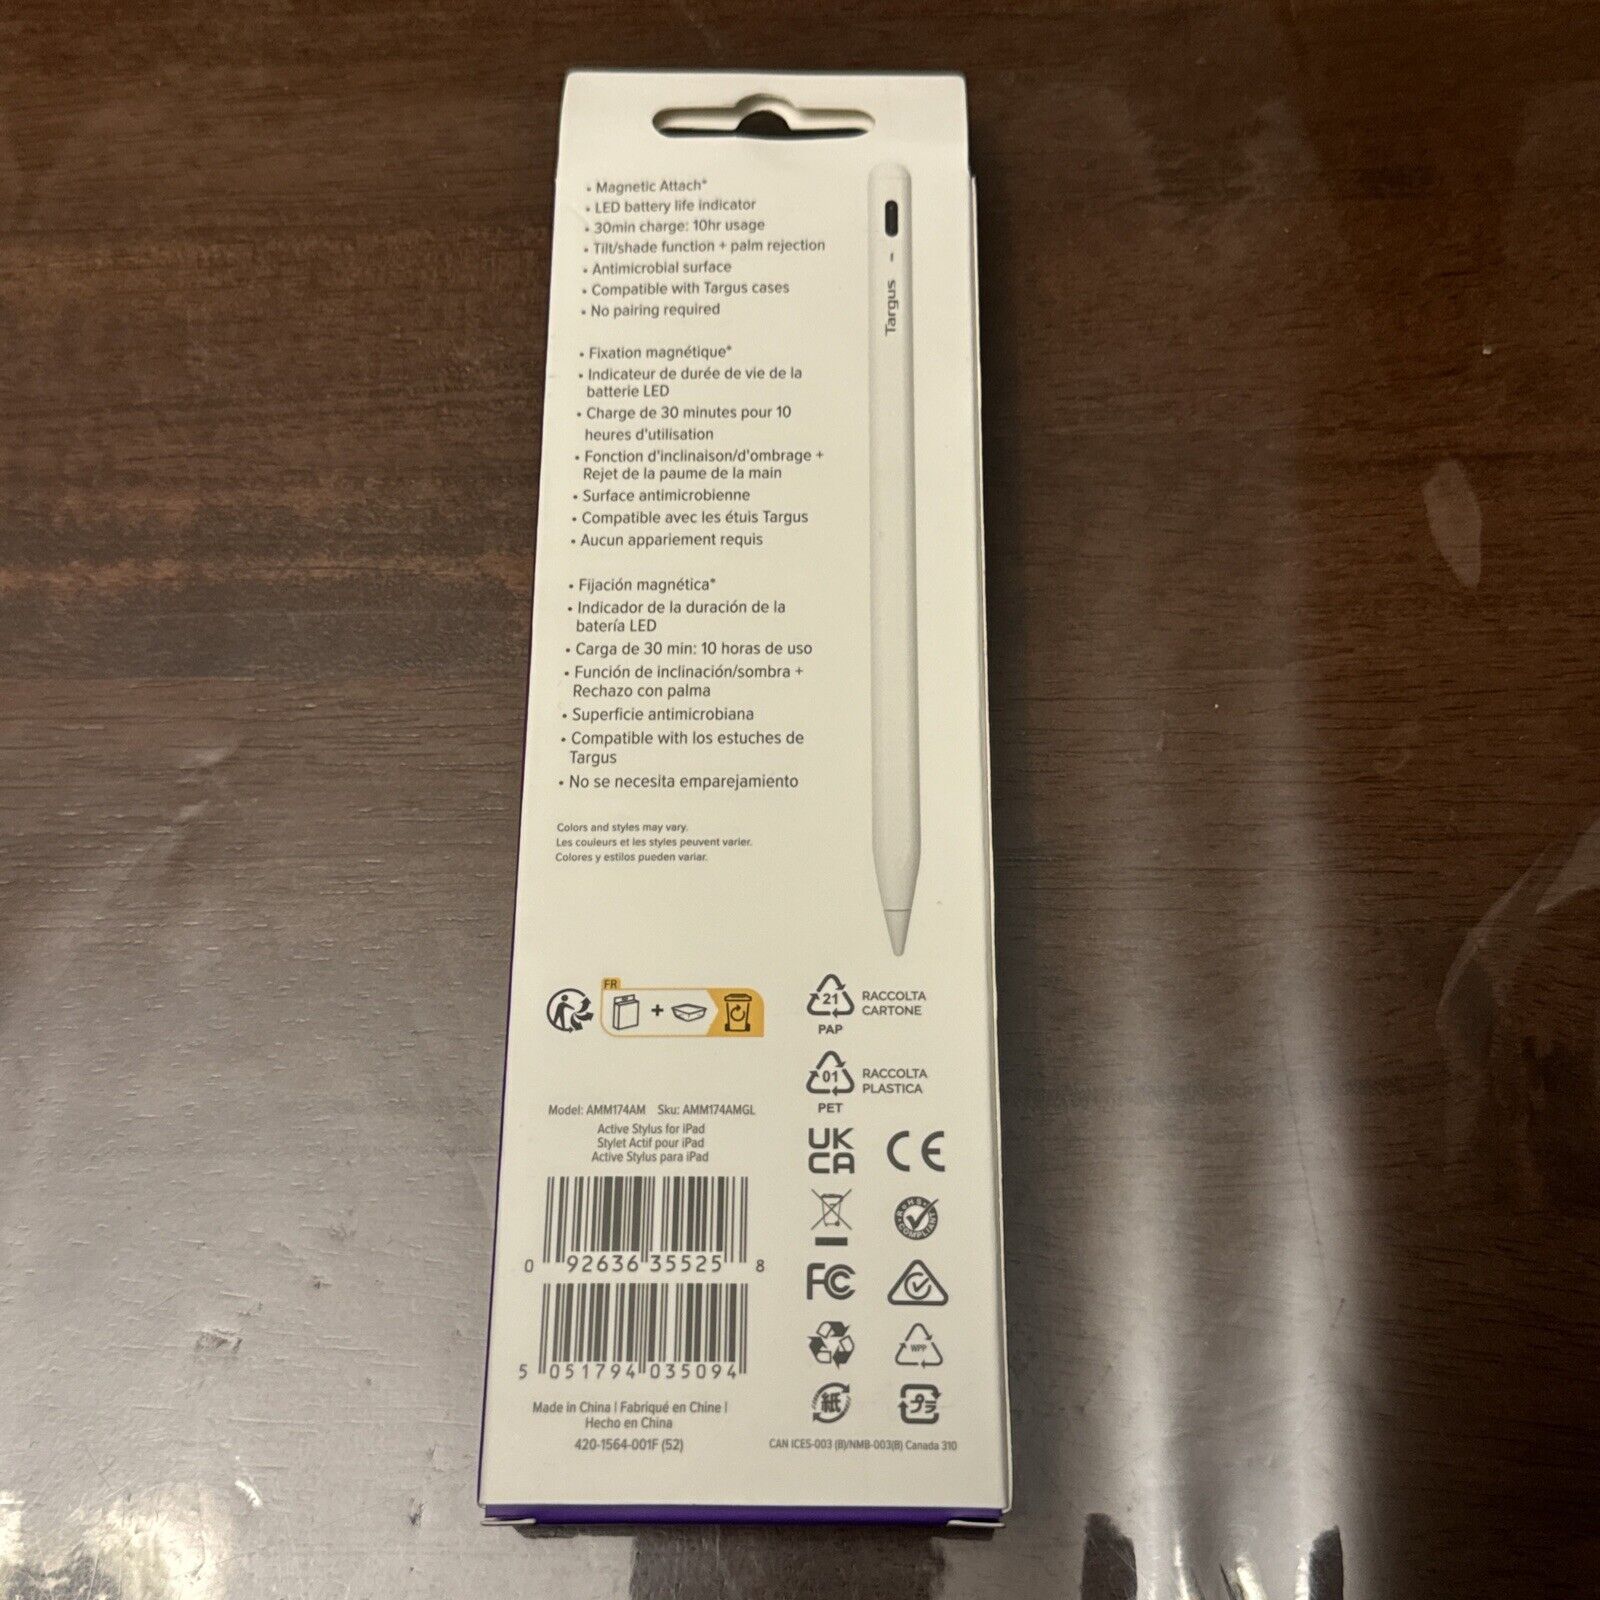 • Magnetic Attach*
• LED battery life indicator
• 30min charge: 10hr usage
• Tilt/shade function + palm rejection
• Antimicrobial surface
• Compatible with Targus cases
• No pairing required
Targus
• Fixation magnétique*
• Indicateur de durée de vie de la
batterie LED
• Charge de 30 minutes pour 10
heures d'utilisation
• Fonction d'inclinaison/d'ombrage +
Rejet de la paume de la main
• Surface antimicrobienne
• Compatible avec les étuis Targus
• Aucun appariement requis
• Fijación magnética*
• Indicador de la duración de la
batería LED
• Carga de 30 min: 10 horas de uso
• Función de inclinación/sombra +
Rechazo con palma
• Superficie antimicrobiana
• Compatible with los estuches de
Targus
• No se necesita emparejamiento
Colors and styles may vary.
Les couleurs et les styles peuvent varier.
Colores y estilos pueden variar.
FR
+
21
PAP
RACCOLTA
CARTONE
01
PET
RACCOLTA
PLASTICA
Model: AMM174AM Sku: AMM174AMGL
Active Stylus for iPad
Stylet Actif pour iPad
Active Stylus para iPad
0 92636 35525 8
5 051794 035094
Made in China | Fabriqué en Chine |
Hecho en China
420-1564-001F (52)
UK
CA
CE
ROHS
COMPLIANT
FC
WPP
紙
プラ
CAN ICES-003 (B)/NMB-003(B) Canada 310